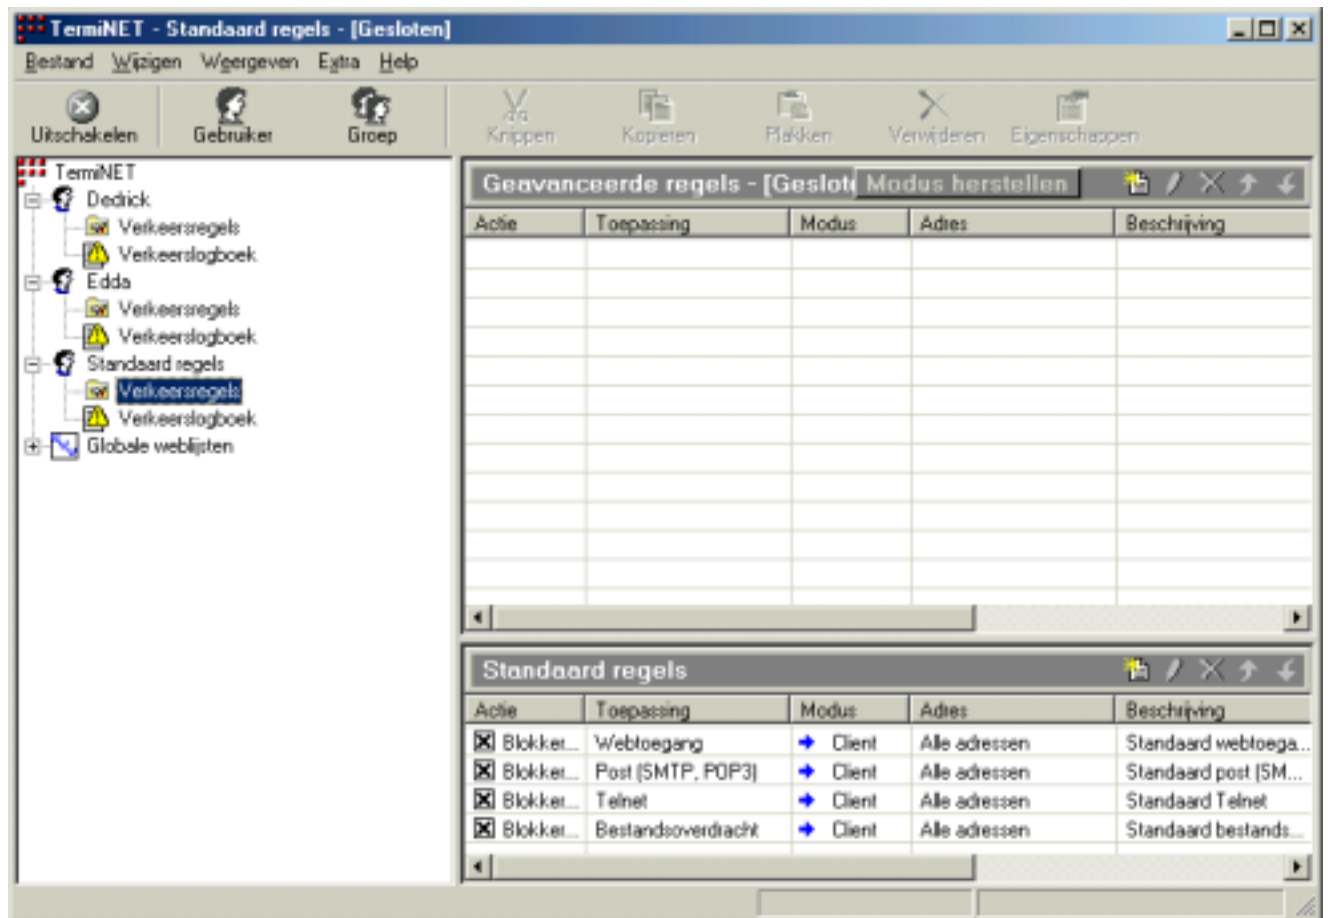 TermiNET - Standaard regels - [Gesloten]
Bestand Wijzigen Weergeven Extra Help
Uitschakelen Gebruiker Groep Knippen Kopiëren Plakken Verwijderen Eigenschappen
TermiNET
Dedrick
Verkeersregels
Verkeerslogboek
Edda
Verkeersregels
Verkeerslogboek
Standaard regels
Verkeersregels
Verkeerslogboek
Globale weblijsten
Geavanceerde regels - [Geslot Modus herstellen
Actie Toepassing Modus Adres Beschrijving
Standaard regels
Actie Toepassing Modus Adres Beschrijving
Blokker... Webtoegang Client Alle adressen Standaard webtoega...
Blokker... Post (SMTP, POP3) Client Alle adressen Standaard post (SM...
Blokker... Telnet Client Alle adressen Standaard Telnet
Blokker... Bestandsoverdracht Client Alle adressen Standaard bestands...